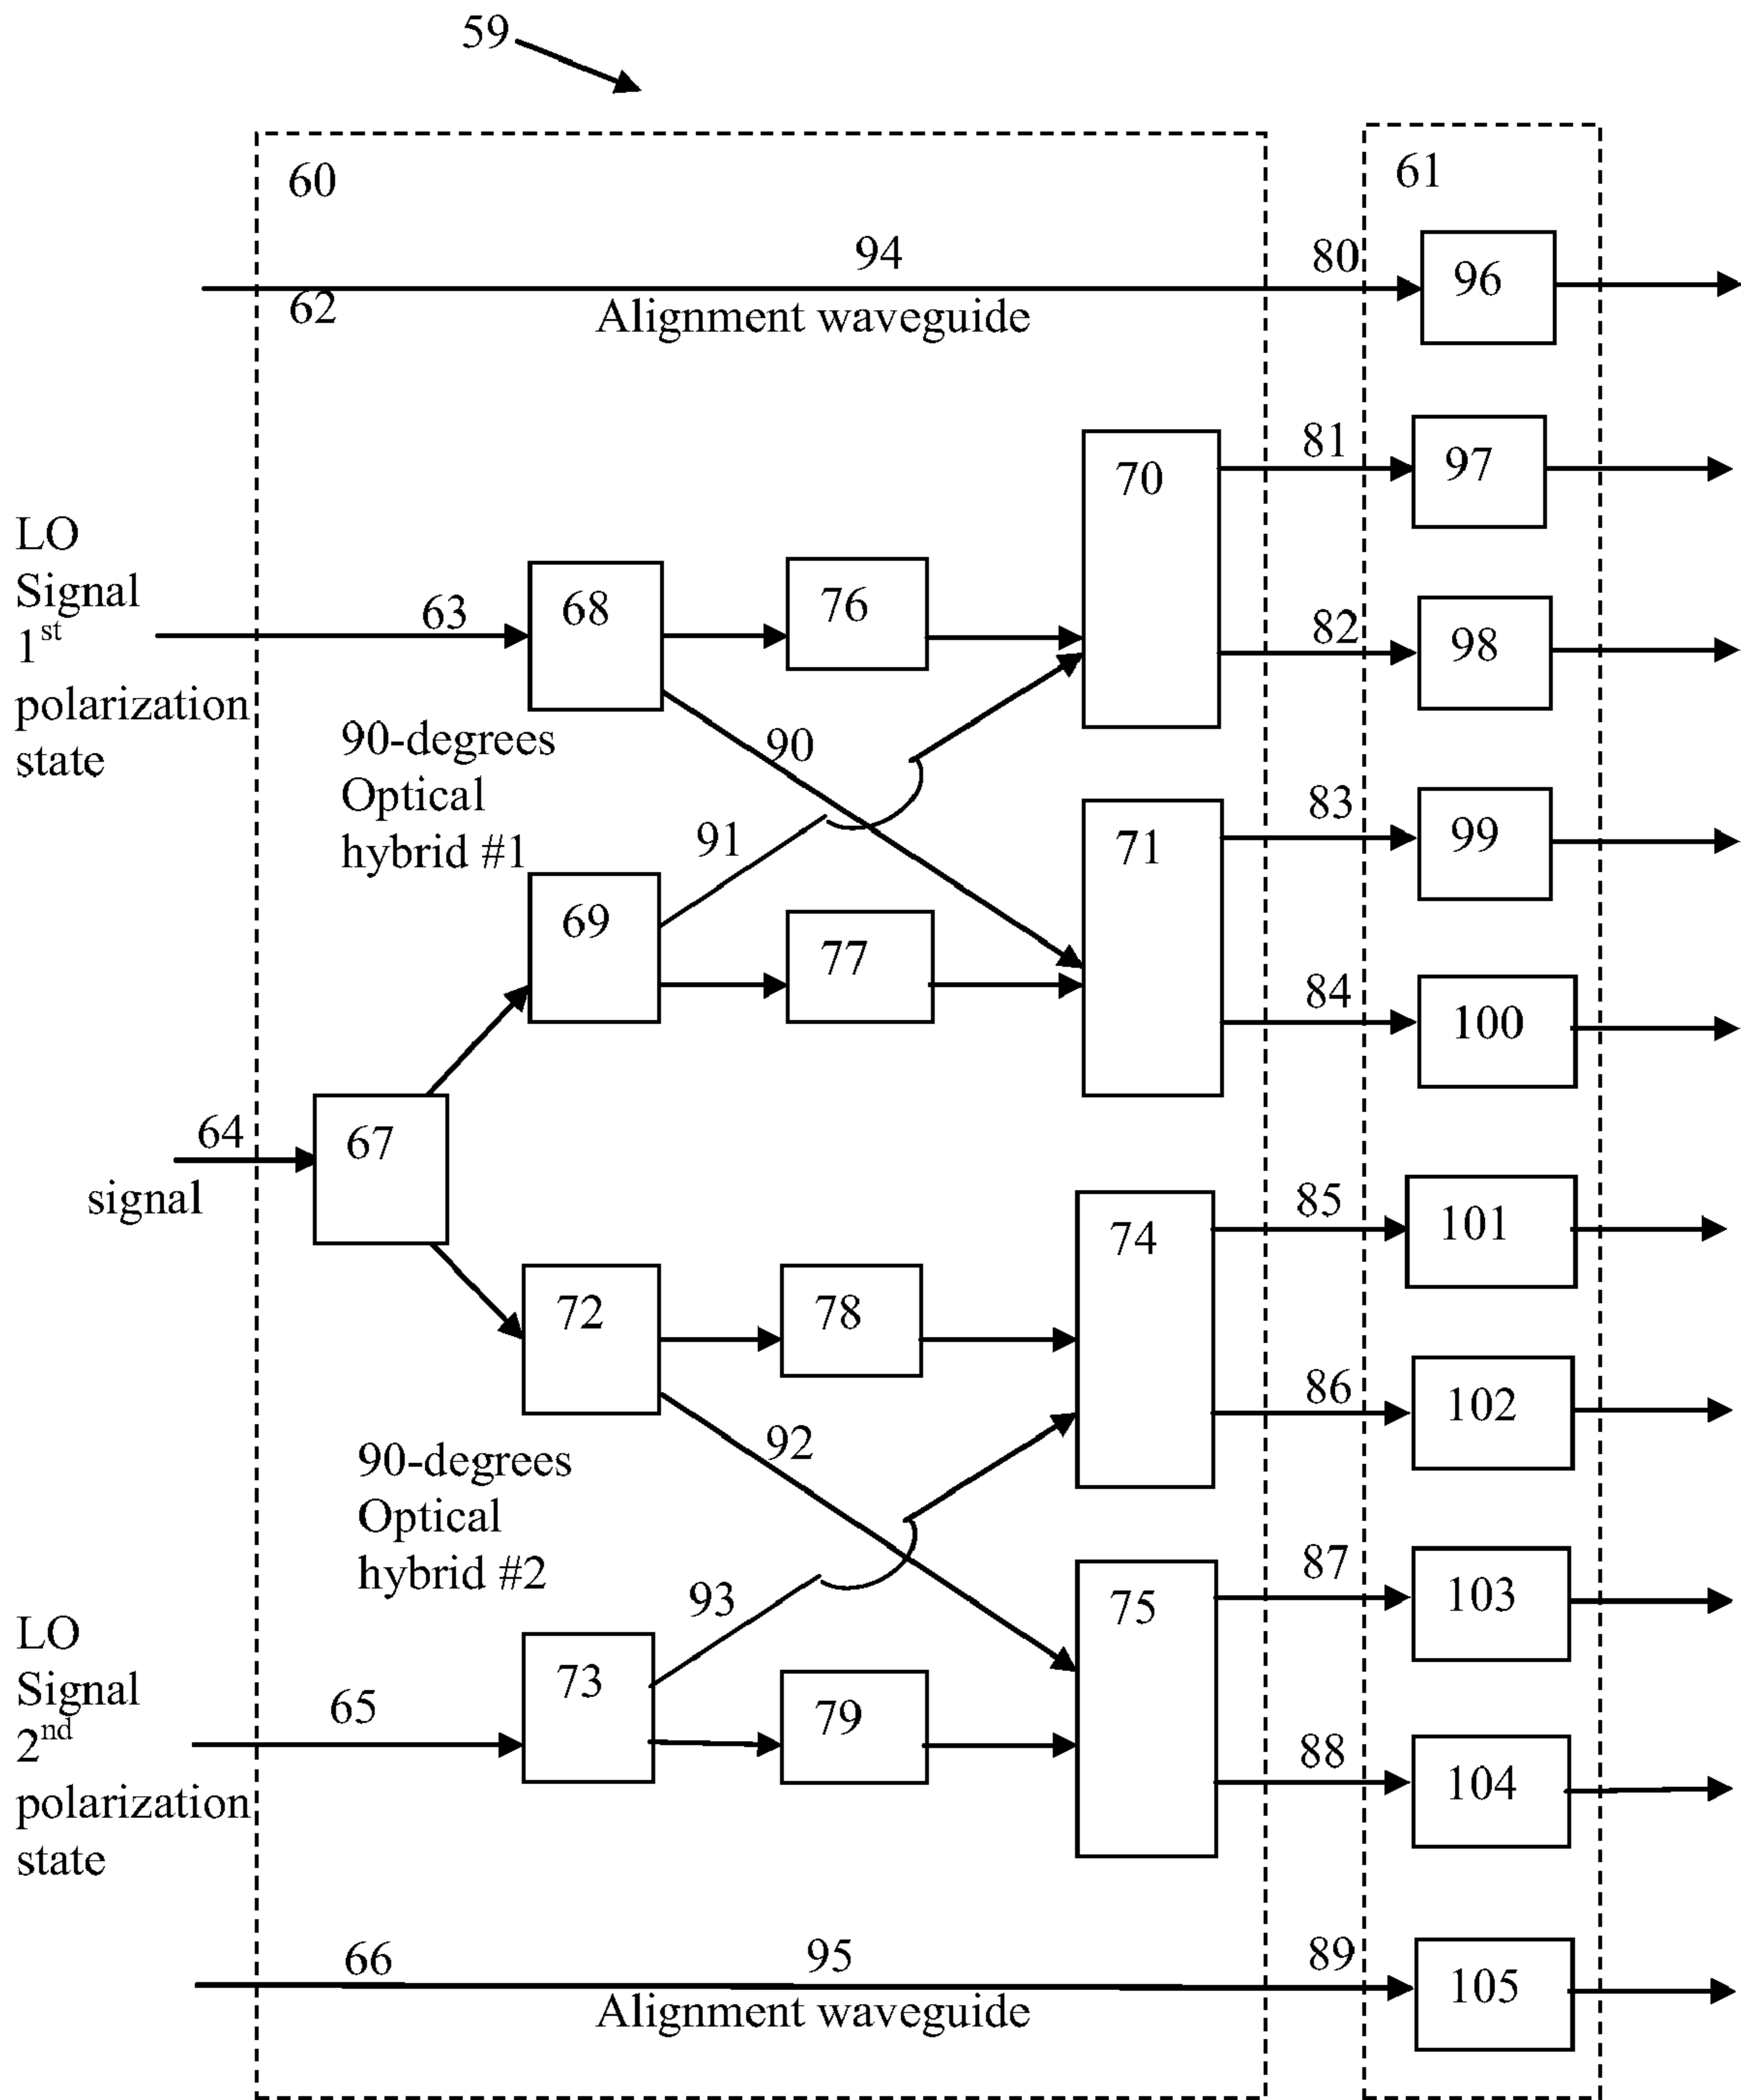 59
60
61
94
80
96
62
Alignment waveguide
81
97
70
LO
Signal
1st
polarization
state
63
68
76
82
98
90-degrees
Optical
hybrid #1
90
91
83
99
71
69
77
84
100
64
67
signal
85
101
74
72
78
86
102
90-degrees
Optical
hybrid #2
92
93
87
103
75
LO
Signal
2nd
polarization
state
65
73
79
88
104
66
95
89
105
Alignment waveguide